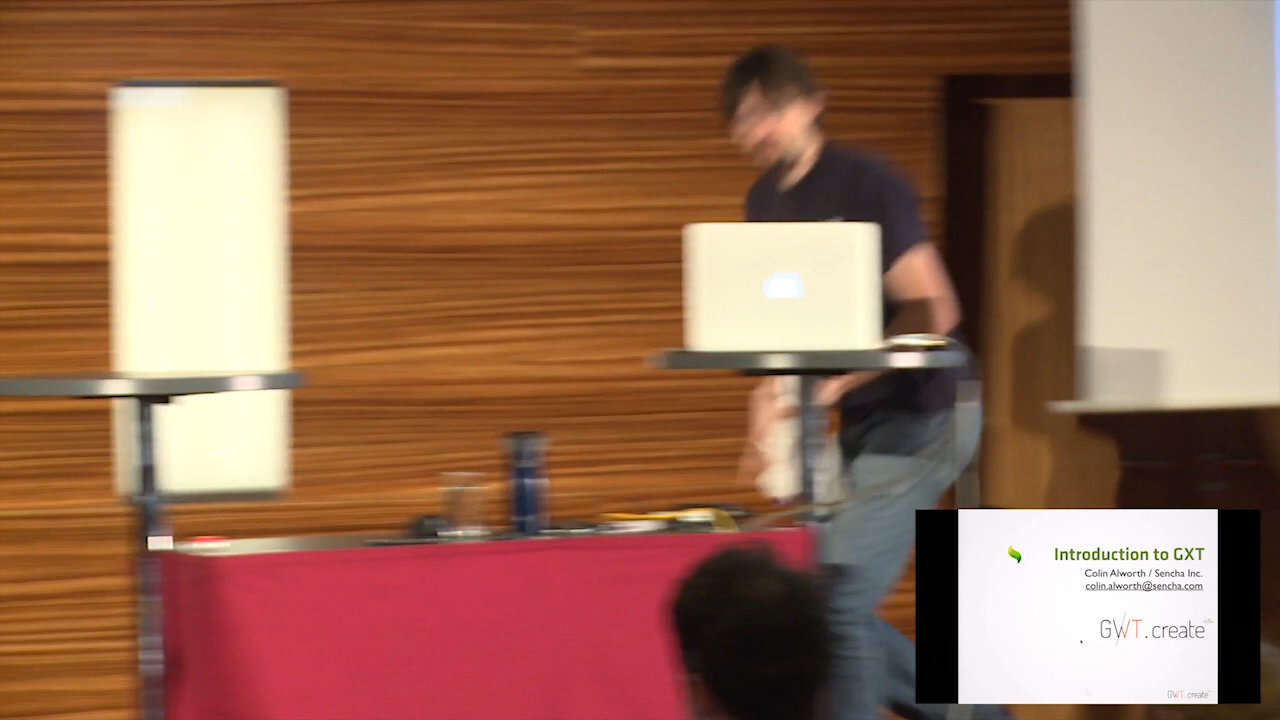 Introduction to GXT
Colin Alworth / Sencha Inc.
colin.alworth@sencha.com
GWT.create
GWT.create